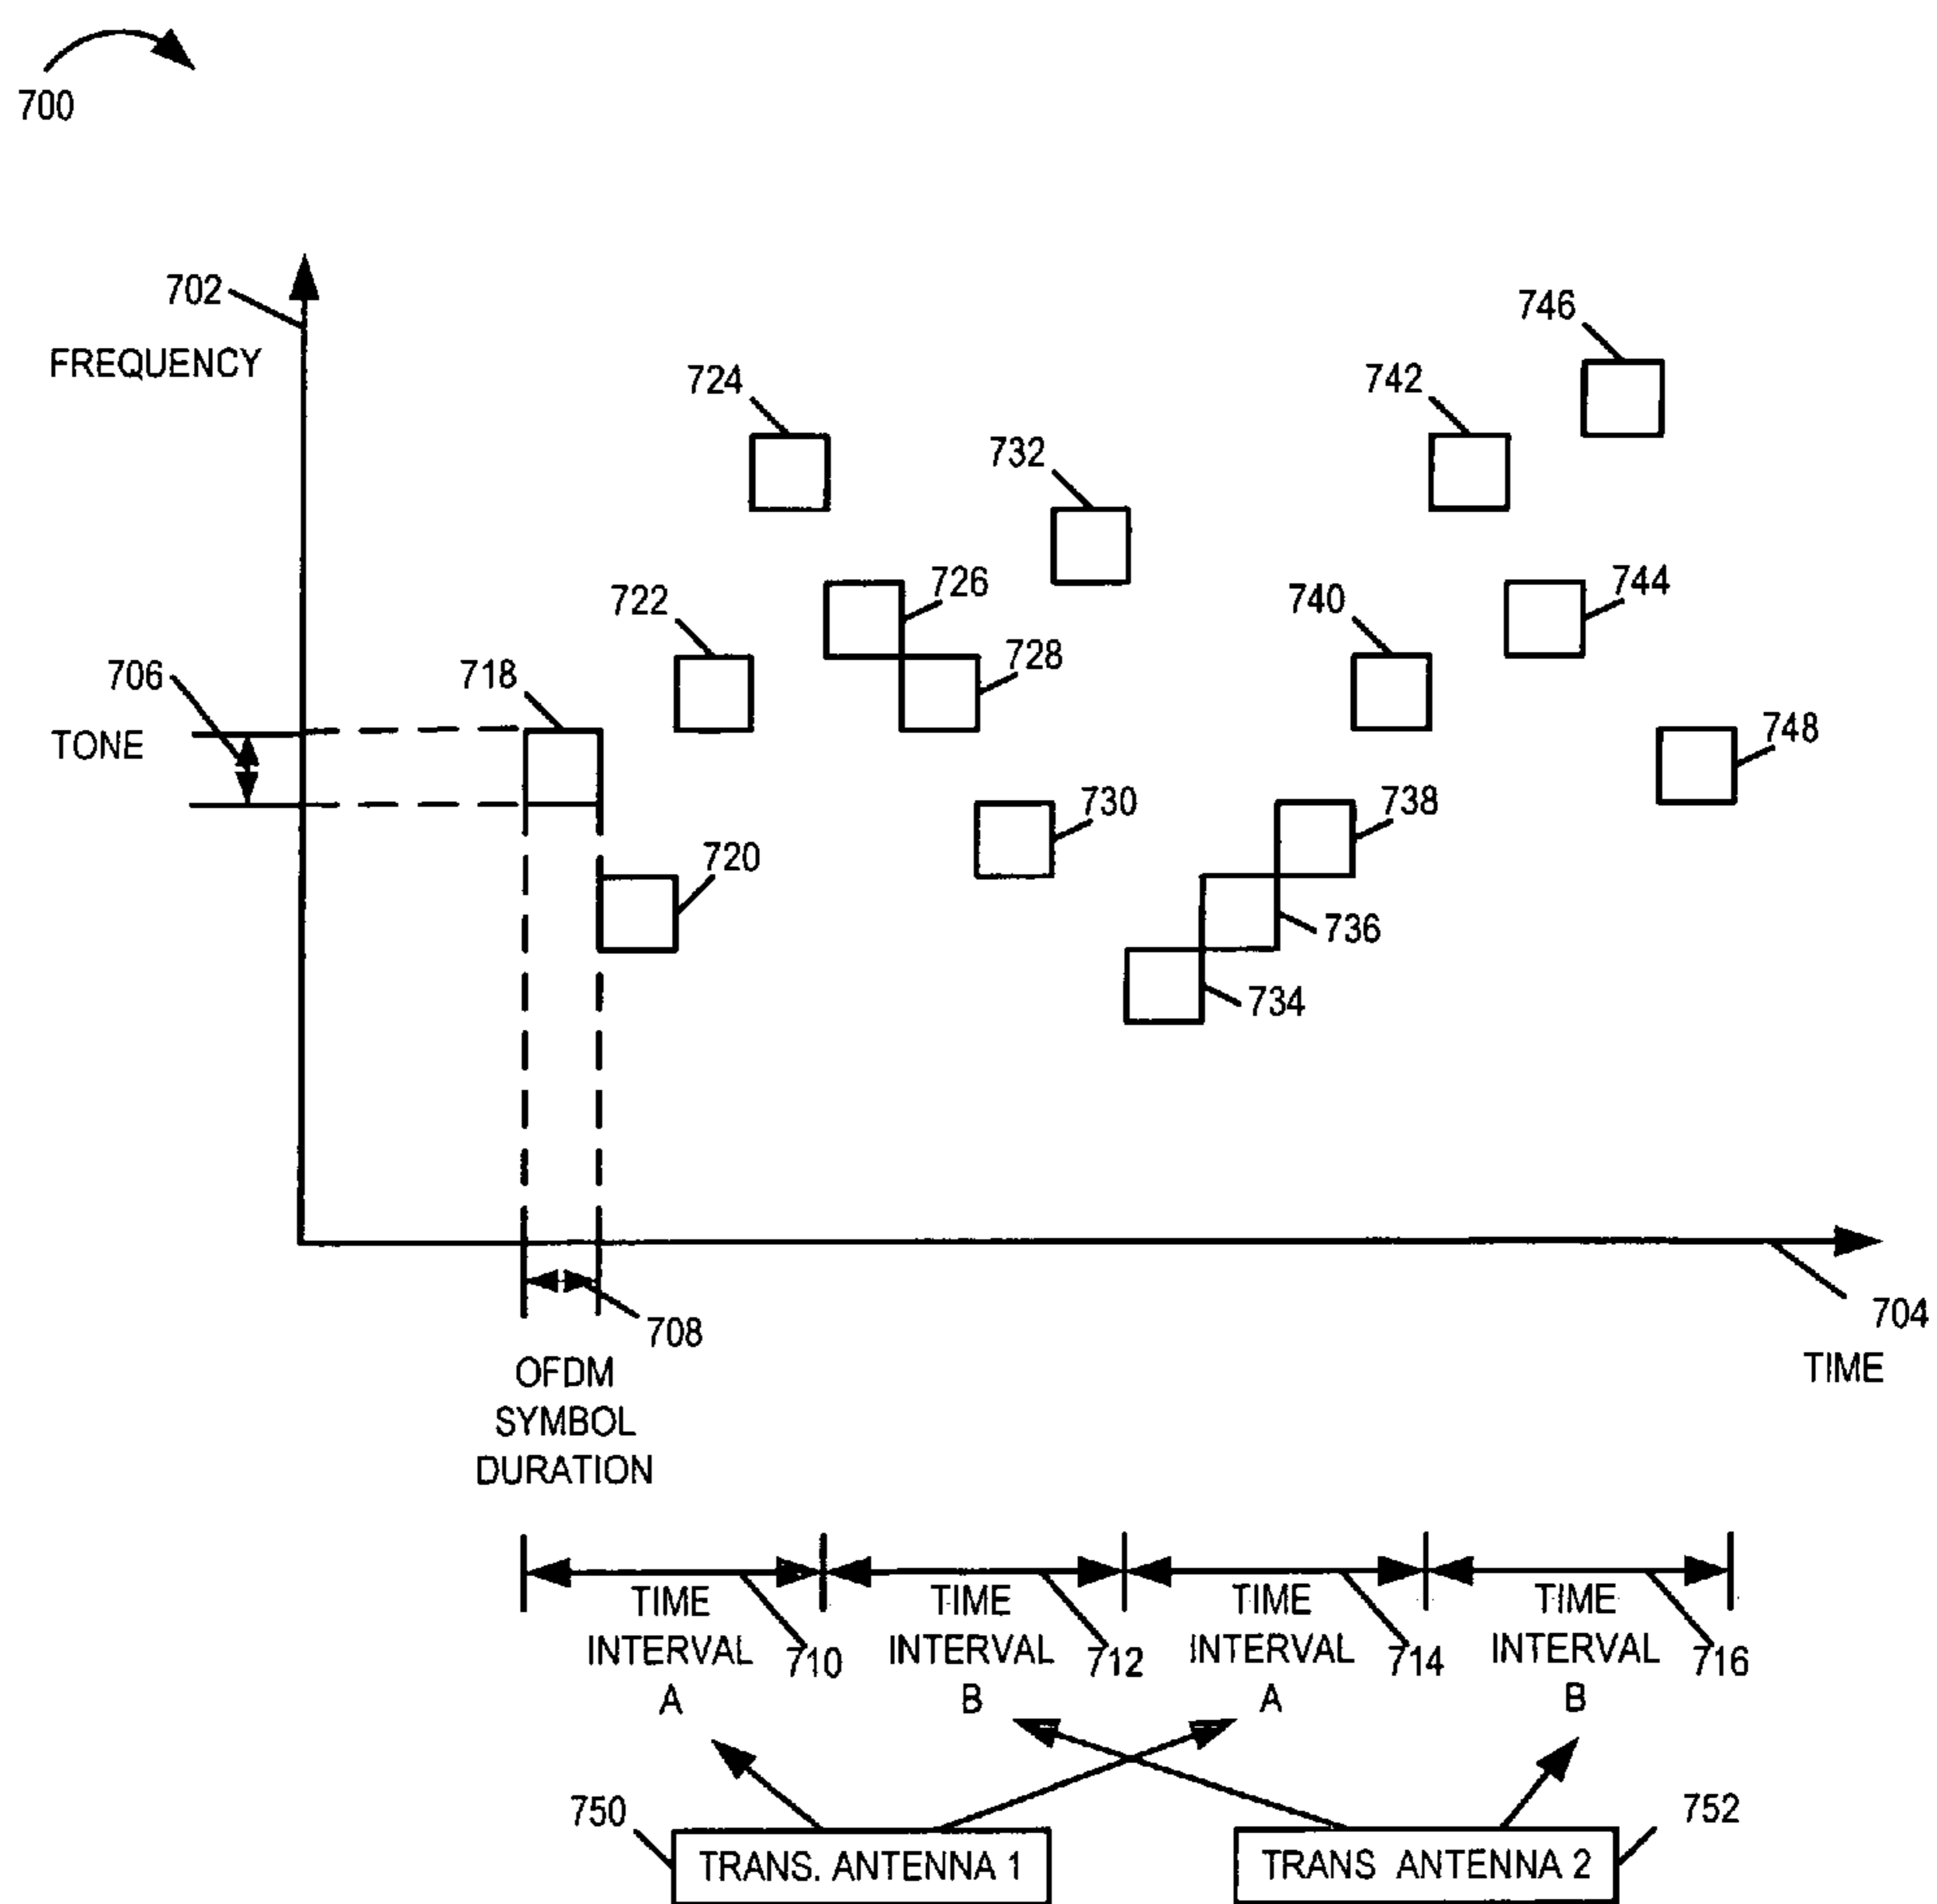 700
702
FREQUENCY
746
724
742
732
726
744
722
740
728
706
718
748
TONE
730
738
720
736
734
708
704
OFDM
SYMBOL
DURATION
TIME
TIME
INTERVAL
A
710
TIME
INTERVAL
B
712
TIME
INTERVAL
A
714
TIME
INTERVAL
B
716
750
752
TRANS. ANTENNA 1
TRANS ANTENNA 2